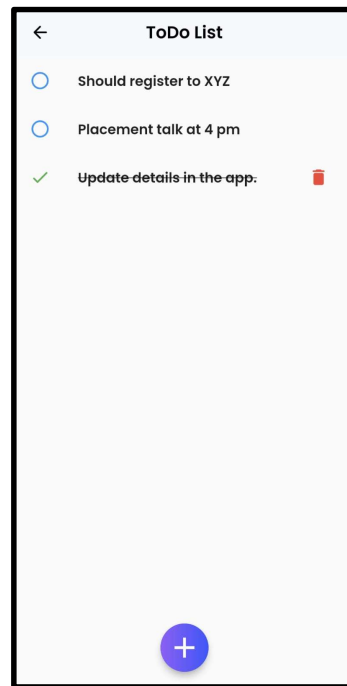 ToDo List
Should register to XYZ
Placement talk at 4 pm
Update details in the app.